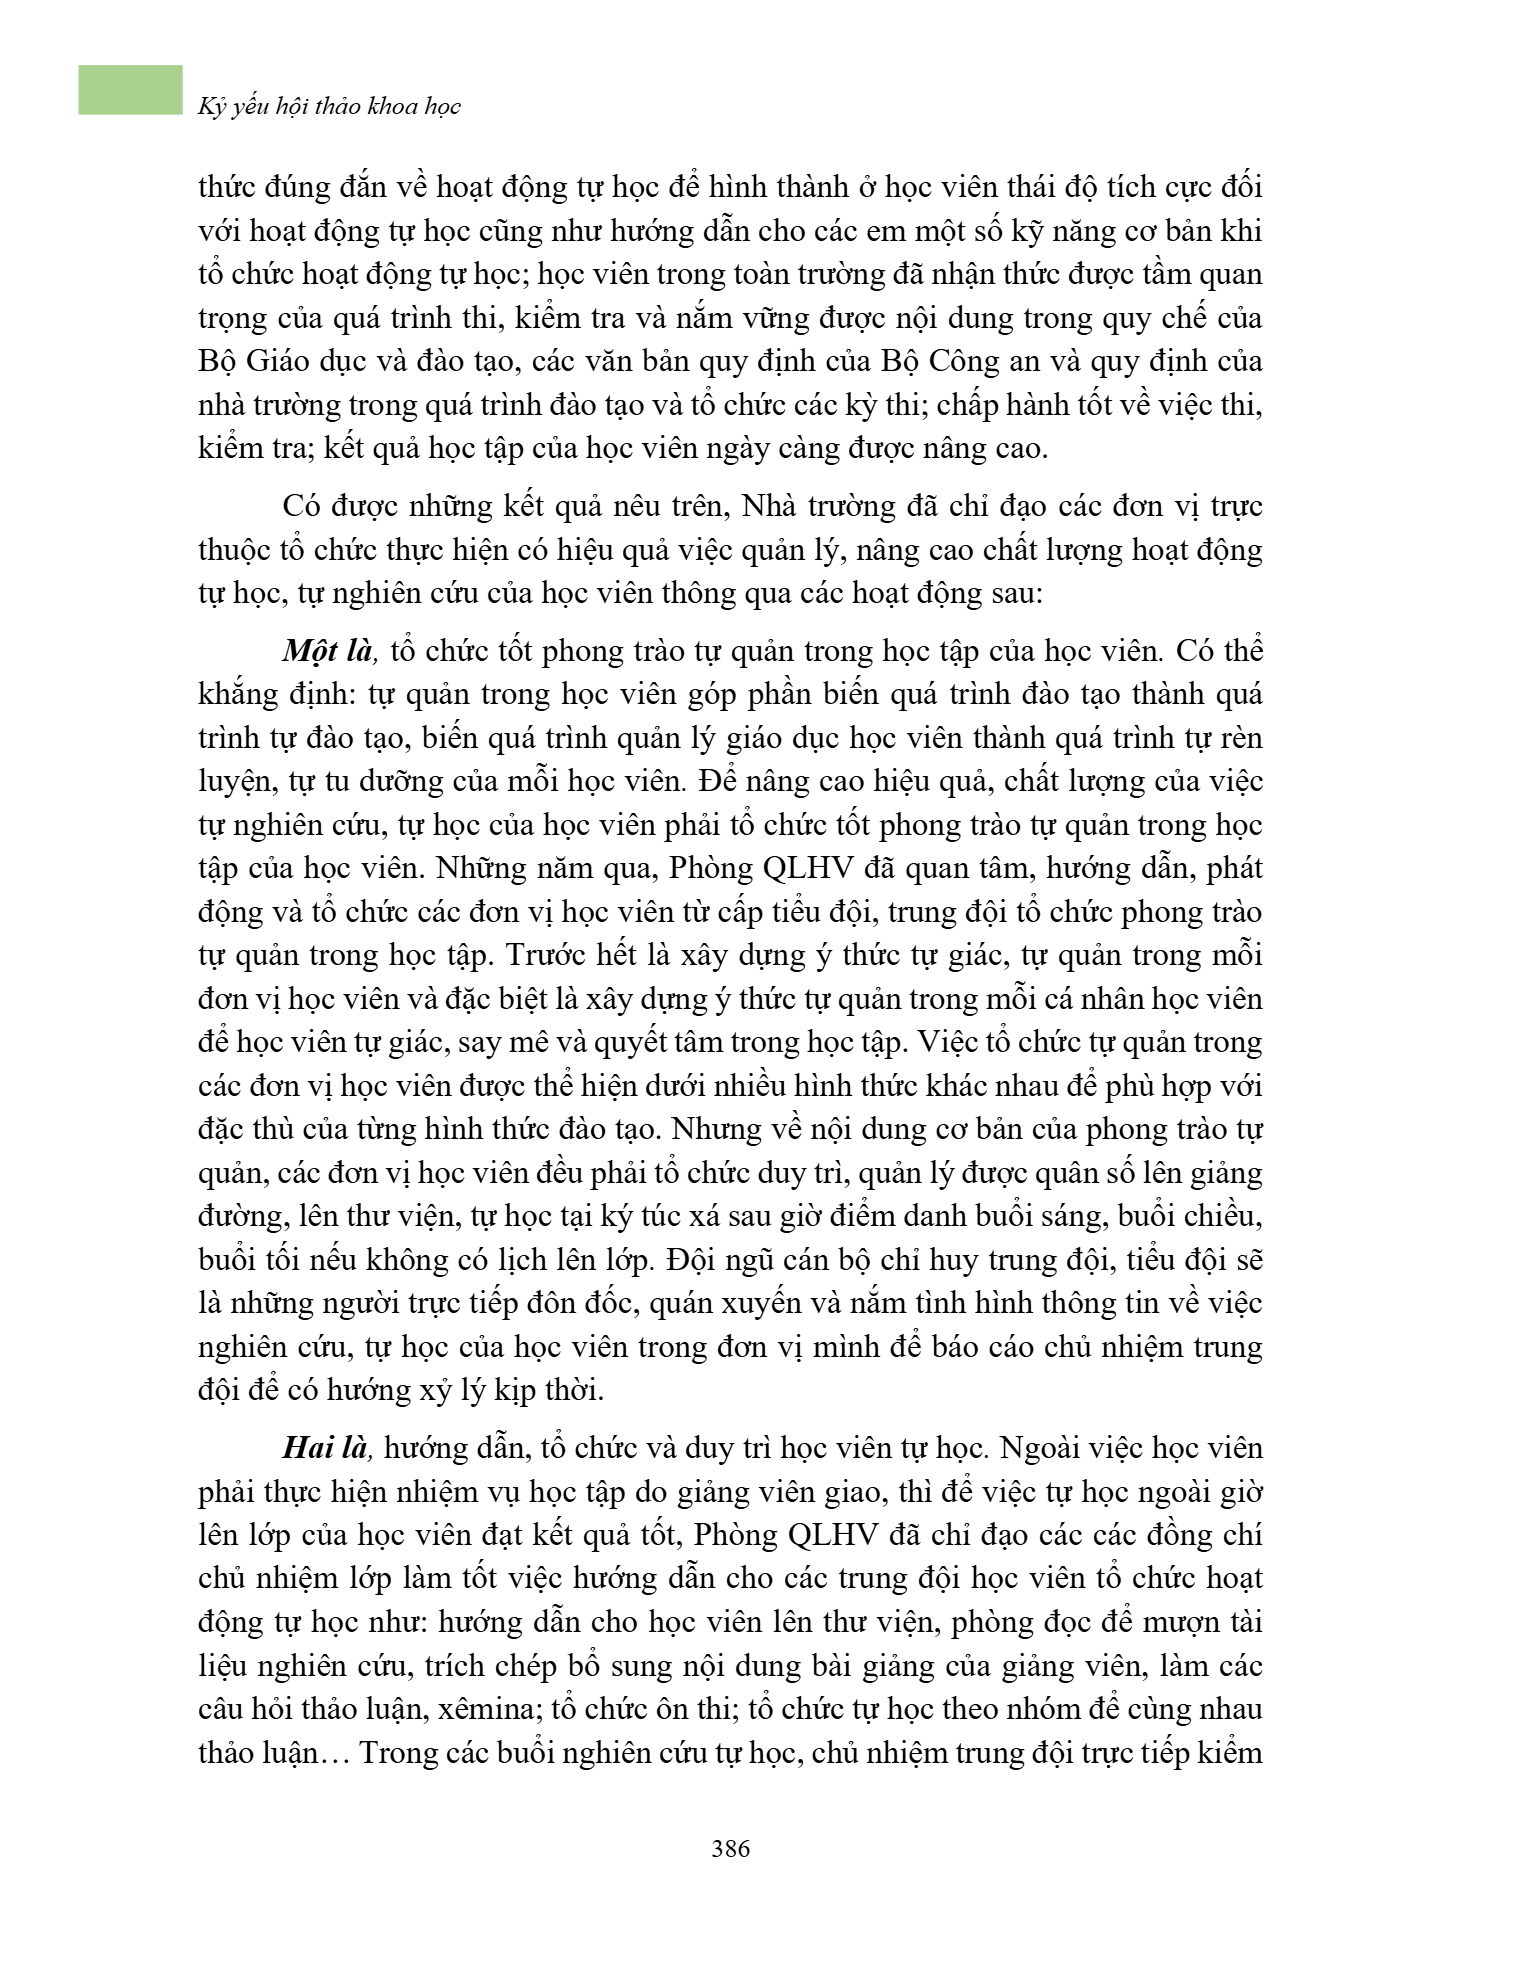 Kỷ yếu hội thảo khoa học
thức đúng đắn về hoạt động tự học để hình thành ở học viên thái độ tích cực đối
với hoạt động tự học cũng như hướng dẫn cho các em một số kỹ năng cơ bản khi
tổ chức hoạt động tự học; học viên trong toàn trường đã nhận thức được tầm quan
trọng của quá trình thi, kiểm tra và nắm vững được nội dung trong quy chế của
Bộ Giáo dục và đào tạo, các văn bản quy định của Bộ Công an và quy định của
nhà trường trong quá trình đào tạo và tổ chức các kỳ thi; chấp hành tốt về việc thi,
kiểm tra; kết quả học tập của học viên ngày càng được nâng cao.
Có được những kết quả nêu trên, Nhà trường đã chỉ đạo các đơn vị trực
thuộc tổ chức thực hiện có hiệu quả việc quản lý, nâng cao chất lượng hoạt động
tự học, tự nghiên cứu của học viên thông qua các hoạt động sau:
Một là, tổ chức tốt phong trào tự quản trong học tập của học viên. Có thể
khắng định: tự quản trong học viên góp phần biến quá trình đào tạo thành quá
trình tự đào tạo, biến quá trình quản lý giáo dục học viên thành quá trình tự rèn
luyện, tự tu dưỡng của mỗi học viên. Để nâng cao hiệu quả, chất lượng của việc
tự nghiên cứu, tự học của học viên phải tổ chức tốt phong trào tự quản trong học
tập của học viên. Những năm qua, Phòng QLHV đã quan tâm, hướng dẫn, phát
động và tổ chức các đơn vị học viên từ cấp tiểu đội, trung đội tổ chức phong trào
tự quản trong học tập. Trước hết là xây dựng ý thức tự giác, tự quản trong mỗi
đơn vị học viên và đặc biệt là xây dựng ý thức tự quản trong mỗi cá nhân học viên
để học viên tự giác, say mê và quyết tâm trong học tập. Việc tổ chức tự quản trong
các đơn vị học viên được thể hiện dưới nhiều hình thức khác nhau để phù hợp với
đặc thù của từng hình thức đào tạo. Nhưng về nội dung cơ bản của phong trào tự
quản, các đơn vị học viên đều phải tổ chức duy trì, quản lý được quân số lên giảng
đường, lên thư viện, tự học tại ký túc xá sau giờ điểm danh buổi sáng, buổi chiều,
buổi tối nếu không có lịch lên lớp. Đội ngũ cán bộ chỉ huy trung đội, tiểu đội sẽ
là những người trực tiếp đôn đốc, quán xuyến và nắm tình hình thông tin về việc
nghiên cứu, tự học của học viên trong đơn vị mình để báo cáo chủ nhiệm trung
đội để có hướng xỷ lý kịp thời.
Hai là, hướng dẫn, tổ chức và duy trì học viên tự học. Ngoài việc học viên
phải thực hiện nhiệm vụ học tập do giảng viên giao, thì để việc tự học ngoài giờ
lên lớp của học viên đạt kết quả tốt, Phòng QLHV đã chỉ đạo các các đồng chí
chủ nhiệm lớp làm tốt việc hướng dẫn cho các trung đội học viên tổ chức hoạt
động tự học như: hướng dẫn cho học viên lên thư viện, phòng đọc để mượn tài
liệu nghiên cứu, trích chép bổ sung nội dung bài giảng của giảng viên, làm các
câu hỏi thảo luận, xêmina; tổ chức ôn thi; tổ chức tự học theo nhóm để cùng nhau
thảo luận… Trong các buổi nghiên cứu tự học, chủ nhiệm trung đội trực tiếp kiểm
386